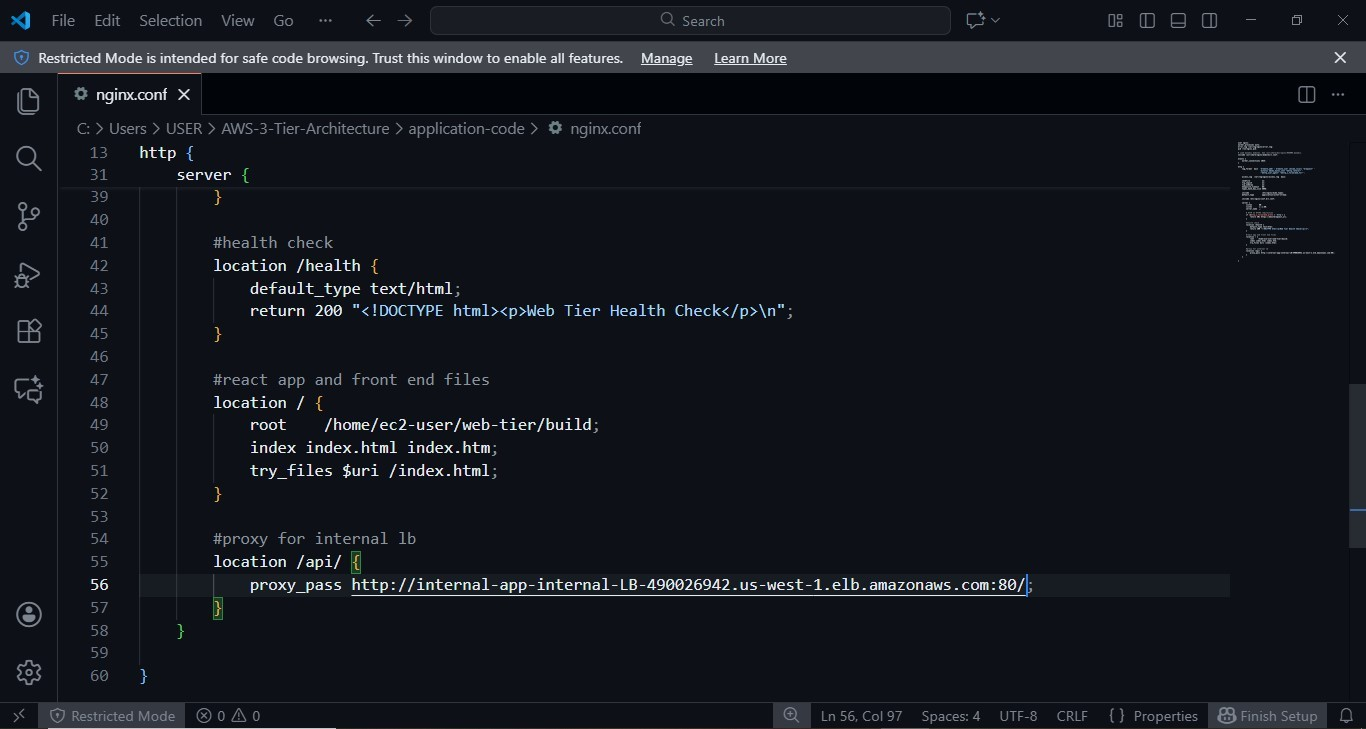 File Edit Selection View Go ··· Search
Restricted Mode is intended for safe code browsing. Trust this window to enable all features. Manage Learn More
nginx.conf
C: > Users > USER > AWS-3-Tier-Architecture > application-code > nginx.conf
13 http {
31 server {
39 }
40
41 #health check
42 location /health {
43 default_type text/html;
44 return 200 "<!DOCTYPE html><p>Web Tier Health Check</p>\n";
45 }
46
47 #react app and front end files
48 location / {
49 root /home/ec2-user/web-tier/build;
50 index index.html index.htm;
51 try_files $uri /index.html;
52 }
53
54 #proxy for internal lb
55 location /api/ {
56 proxy_pass http://internal-app-internal-LB-490026942.us-west-1.elb.amazonaws.com:80/;
57 }
58 }
59
60 }
Restricted Mode 0 0 Ln 56, Col 97 Spaces: 4 UTF-8 CRLF {} Properties Finish Setup